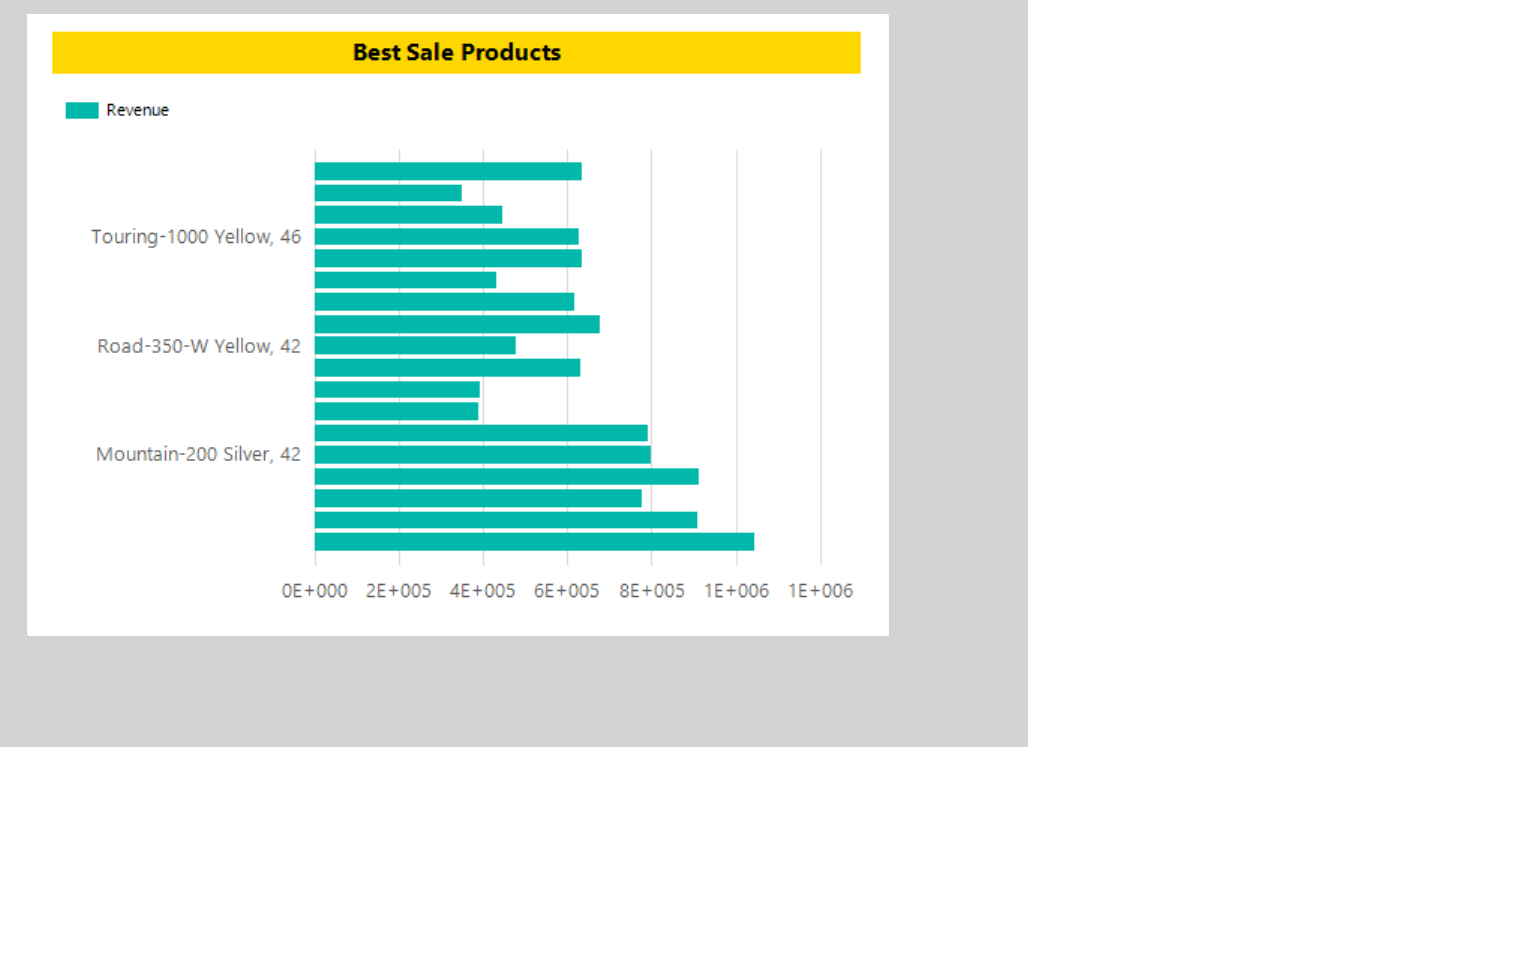 Best Sale Products
Revenue
Touring-1000 Yellow, 46
Road-350-W Yellow, 42
Mountain-200 Silver, 42
0E+000 2E+005 4E+005 6E+005 8E+005 1E+006 1E+006